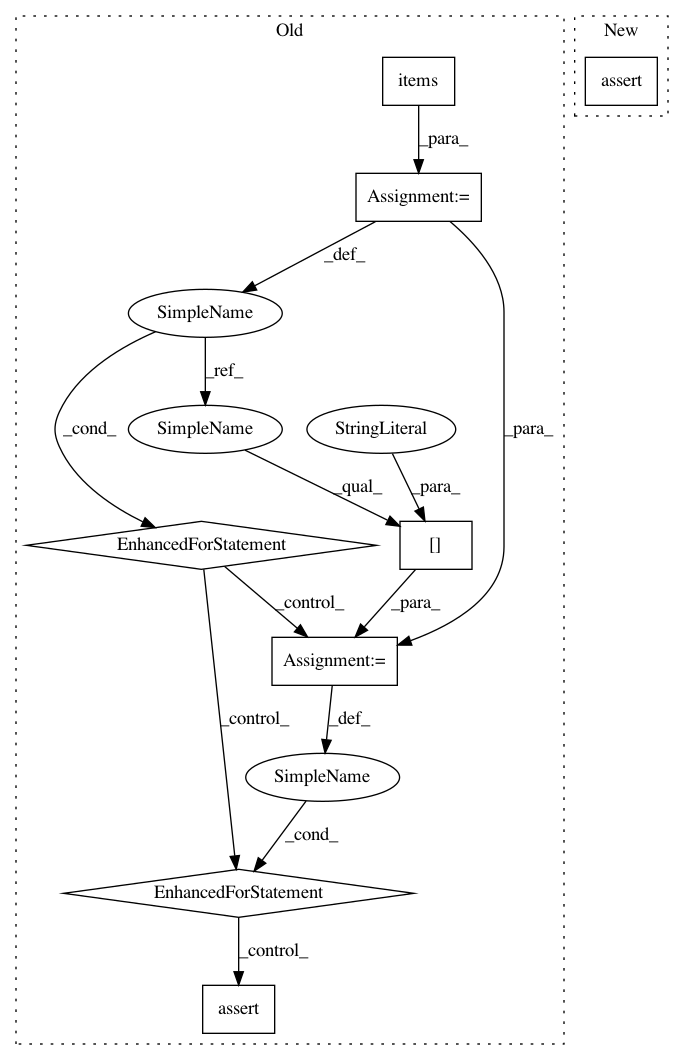 Old
New
items
assert
_para_
Assignment:=
_def_
SimpleName
_ref_
_cond_
_para_
SimpleName
StringLiteral
_qual_
_para_
EnhancedForStatement
[]
_control_
_para_
Assignment:=
_control_
_def_
SimpleName
_cond_
EnhancedForStatement
_control_
assert